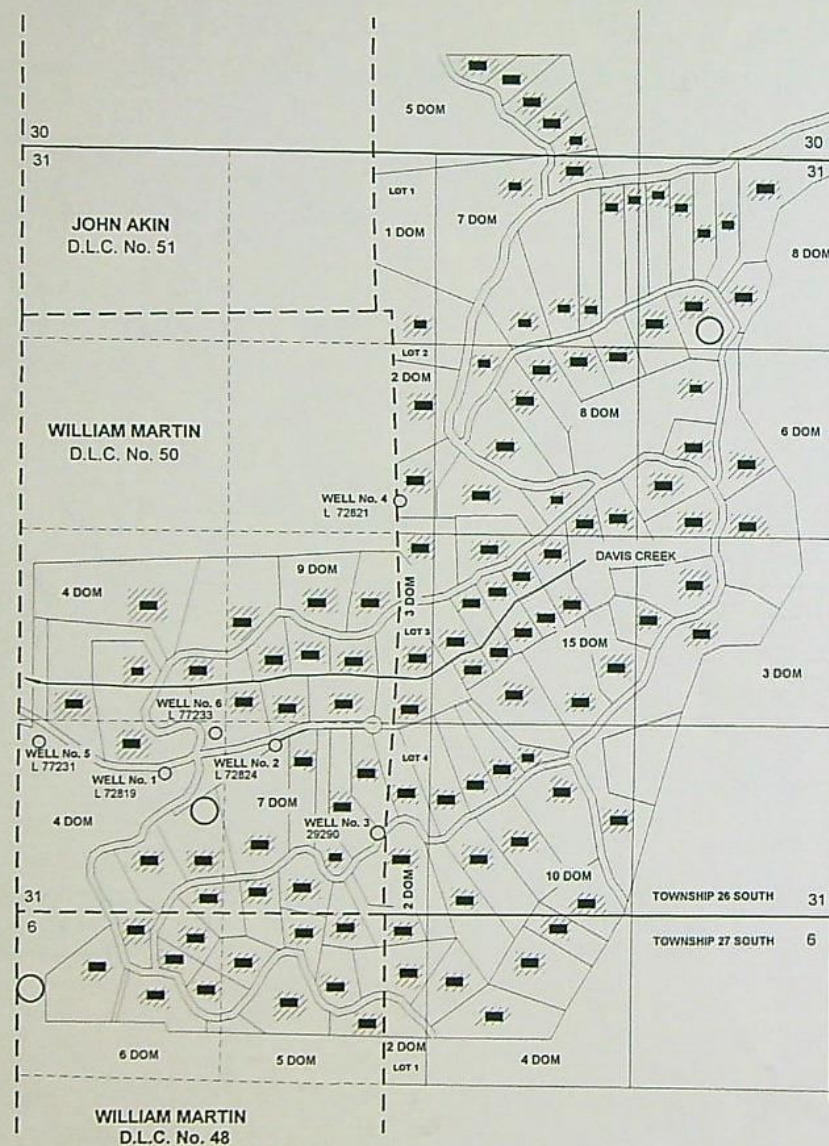 5 DOM
30
30
31
31
LOT 1
JOHN AKIN
D.L.C. No. 51
1 DOM
7 DOM
8 DOM
LOT 2
2 DOM
WILLIAM MARTIN
D.L.C. No. 50
8 DOM
6 DOM
WELL No. 4
L 72821
DAVIS CREEK
9 DOM
4 DOM
3 DOM
LOT 3
15 DOM
3 DOM
WELL No. 6
L 77233
WELL No. 5
L 77231
WELL No. 1
L 72819
WELL No. 2
L 72824
LOT 4
7 DOM
4 DOM
WELL No. 3
29290
10 DOM
2 DOM
31
TOWNSHIP 26 SOUTH
31
6
TOWNSHIP 27 SOUTH
6
6 DOM
5 DOM
2 DOM
LOT 1
4 DOM
WILLIAM MARTIN
D.L.C. No. 48